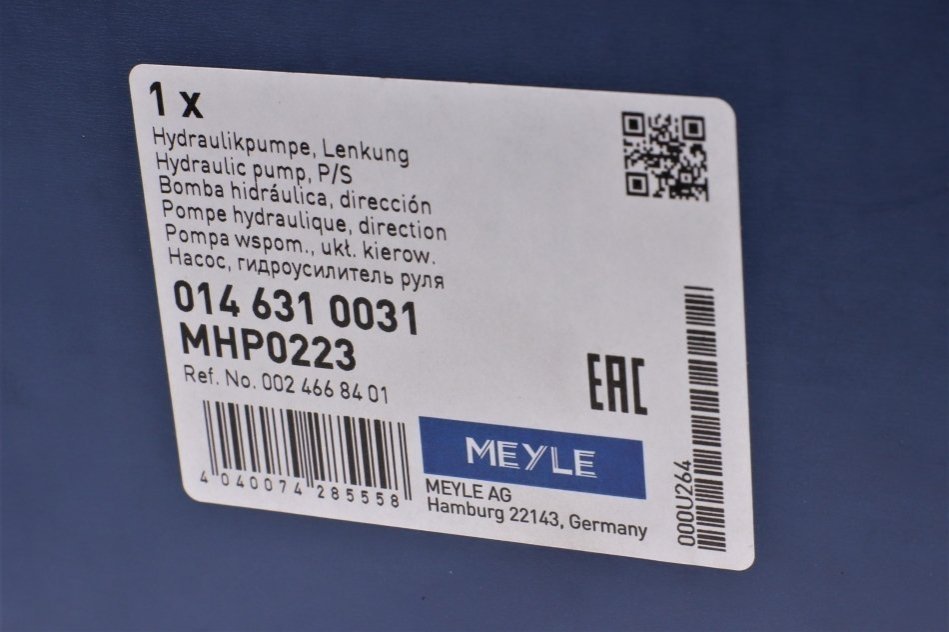 1 x
Hydraulikpumpe, Lenkung
Hydraulic pump, P/S
Bomba hidráulica, dirección
Pompe hydraulique, direction
Pompa wspom., ukł. kierow.
Насос, гидроусилитель руля
014 631 0031
MHP0223
Ref. No. 002 466 84 01
EAC
4 040074 285558
MEYLE
MEYLE AG
Hamburg 22143, Germany
000U264